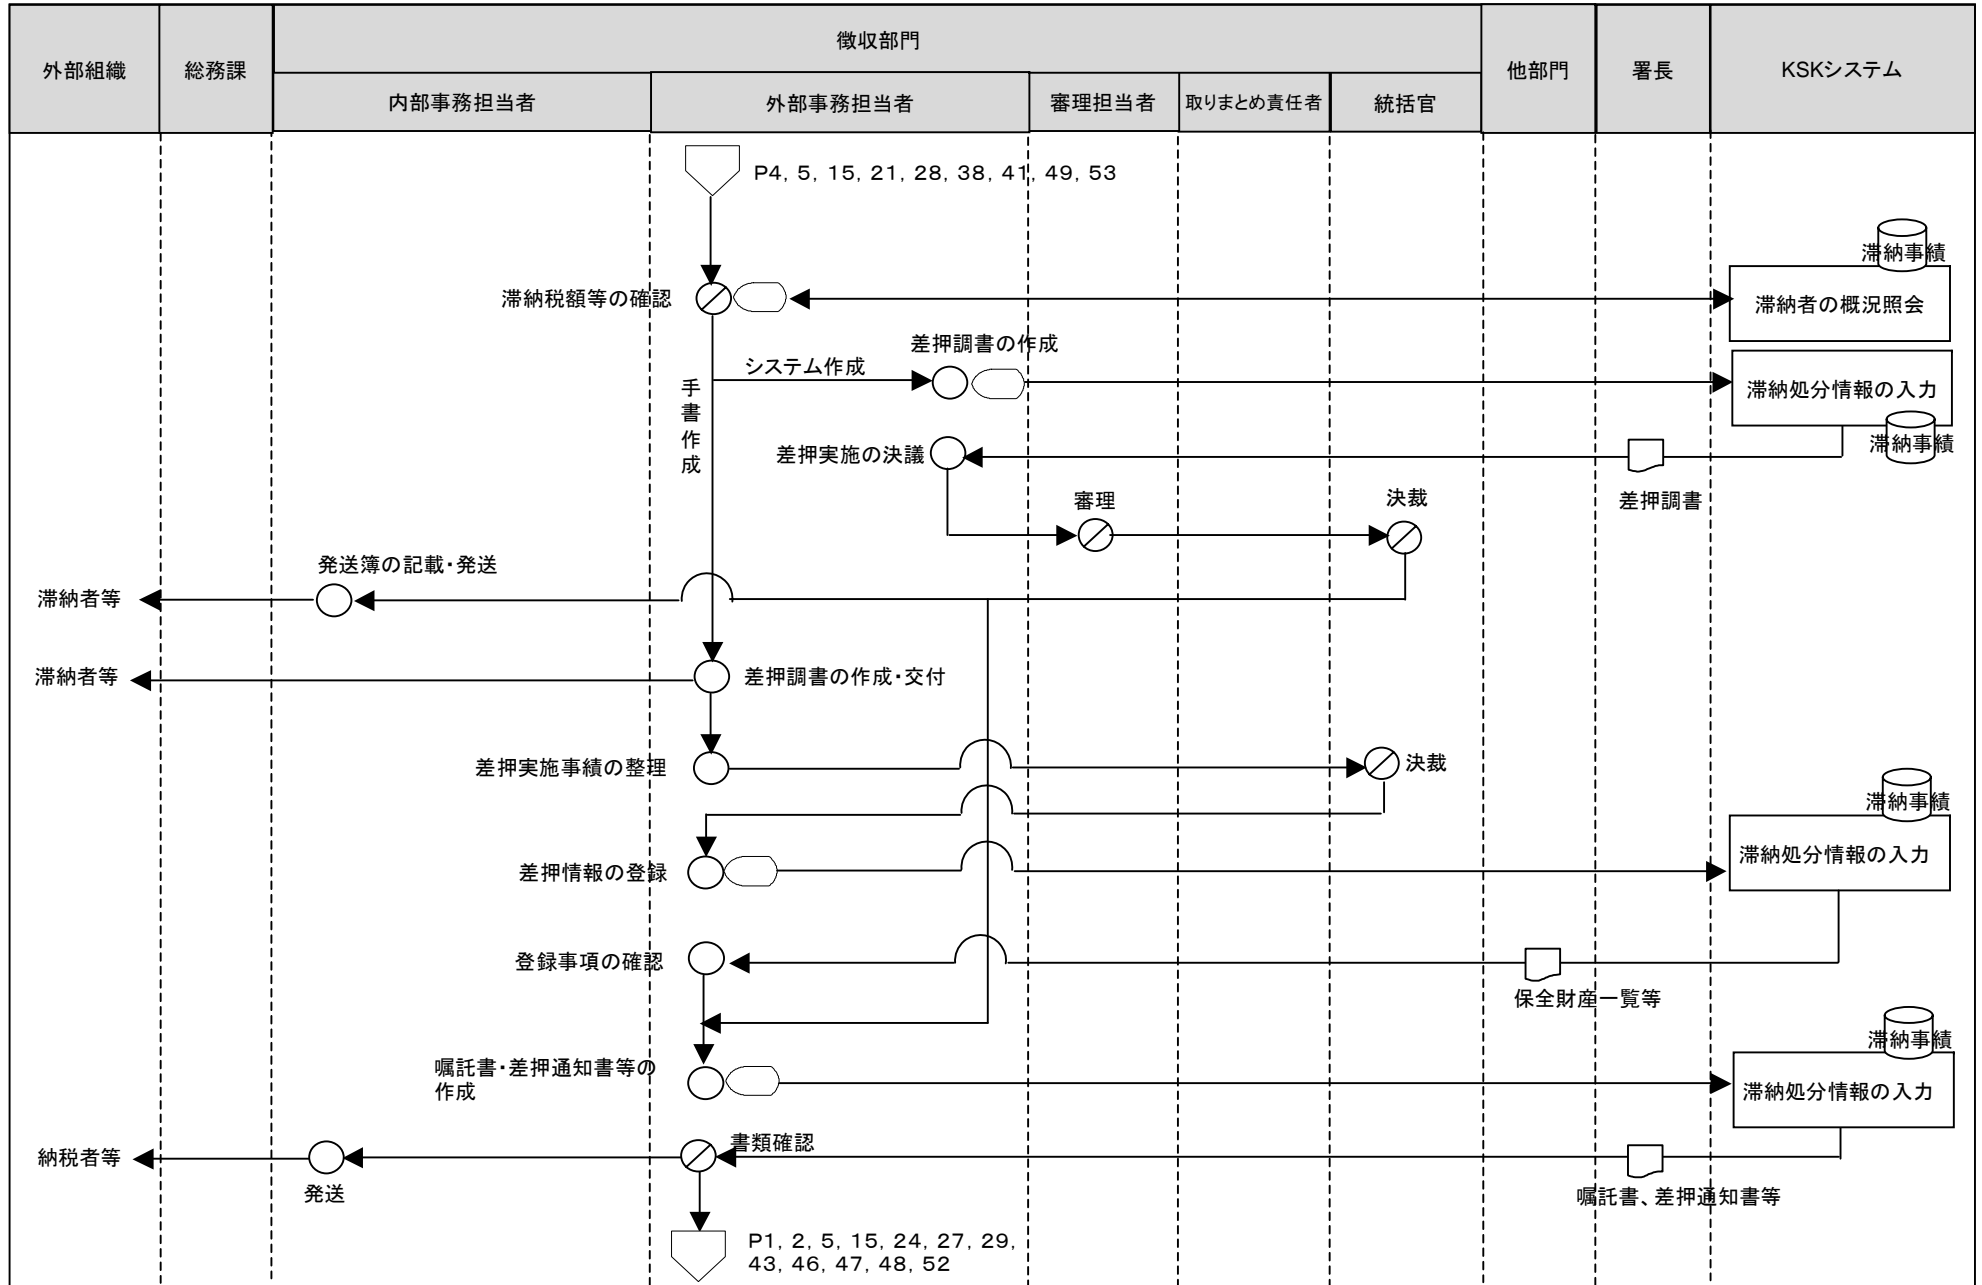 外部組織
総務課
徴収部門
他部門
署長
KSKシステム
内部事務担当者
外部事務担当者
審理担当者
取りまとめ責任者
統括官
P4, 5, 15, 21, 28, 38, 41, 49, 53
滞納事績
滞納税額等の確認
滞納者の概況照会
差押調書の作成
システム作成
手書作成
滞納処分情報の入力
滞納事績
差押実施の決議
差押調書
審理
決裁
発送簿の記載・発送
滞納者等
滞納者等
差押調書の作成・交付
差押実施事績の整理
決裁
滞納事績
滞納処分情報の入力
差押情報の登録
登録事項の確認
保全財産一覧等
滞納事績
嘱託書・差押通知書等の
作成
滞納処分情報の入力
書類確認
納税者等
発送
嘱託書、差押通知書等
P1, 2, 5, 15, 24, 27, 29,
43, 46, 47, 48, 52